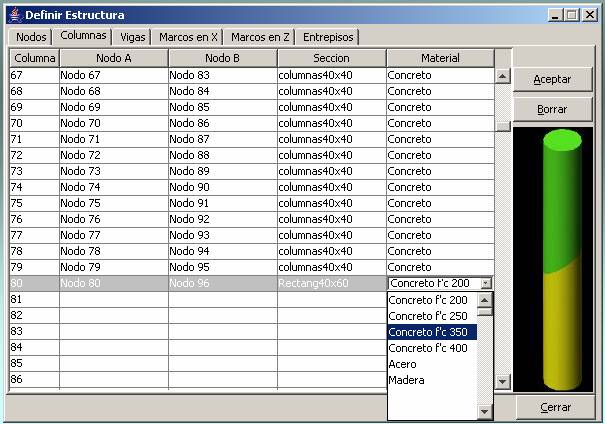 Definir Estructura
Nodos Columnas Vigas Marcos en X Marcos en Z Entrepisos
Columna Nodo A Nodo B Seccion Material
67 Nodo 67 Nodo 83 columnas40x40 Concreto
68 Nodo 68 Nodo 84 columnas40x40 Concreto
69 Nodo 69 Nodo 85 columnas40x40 Concreto
70 Nodo 70 Nodo 86 columnas40x40 Concreto
71 Nodo 71 Nodo 87 columnas40x40 Concreto
72 Nodo 72 Nodo 88 columnas40x40 Concreto
73 Nodo 73 Nodo 89 columnas40x40 Concreto
74 Nodo 74 Nodo 90 columnas40x40 Concreto
75 Nodo 75 Nodo 91 columnas40x40 Concreto
76 Nodo 76 Nodo 92 columnas40x40 Concreto
77 Nodo 77 Nodo 93 columnas40x40 Concreto
78 Nodo 78 Nodo 94 columnas40x40 Concreto
79 Nodo 79 Nodo 95 columnas40x40 Concreto
80 Nodo 80 Nodo 96 Rectang40x60 Concreto f'c 200
81
82
83
84
85
86
Concreto f'c 200
Concreto f'c 250
Concreto f'c 350
Concreto f'c 400
Acero
Madera
Aceptar
Borrar
Cerrar